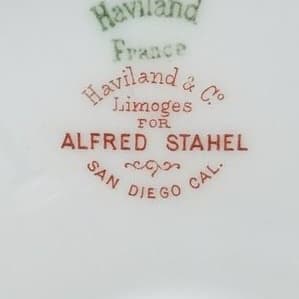 Haviland
France
Haviland & Co
Limoges
FOR
ALFRED STAHEL
SAN DIEGO CAL.